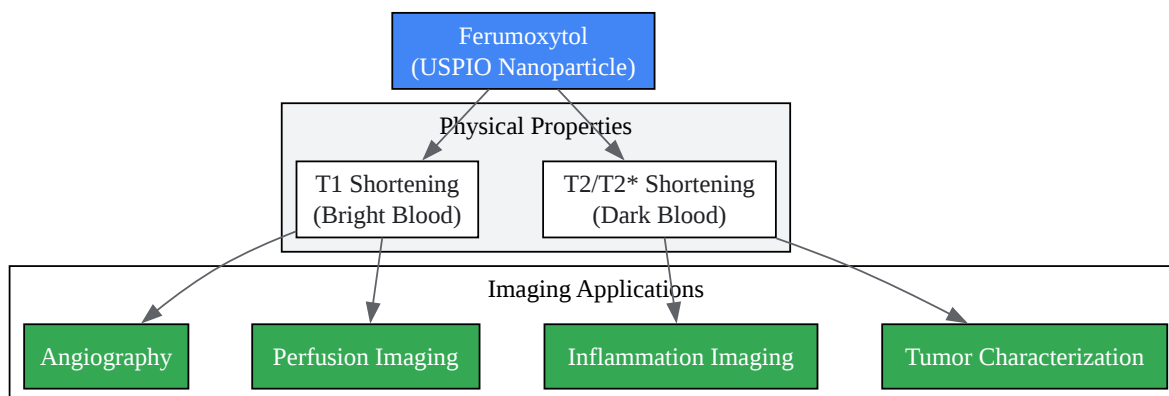 Ferumoxytol
(USPIO Nanoparticle)
Physical Properties
T1 Shortening
(Bright Blood)
T2/T2* Shortening
(Dark Blood)
Imaging Applications
Angiography
Perfusion Imaging
Inflammation Imaging
Tumor Characterization